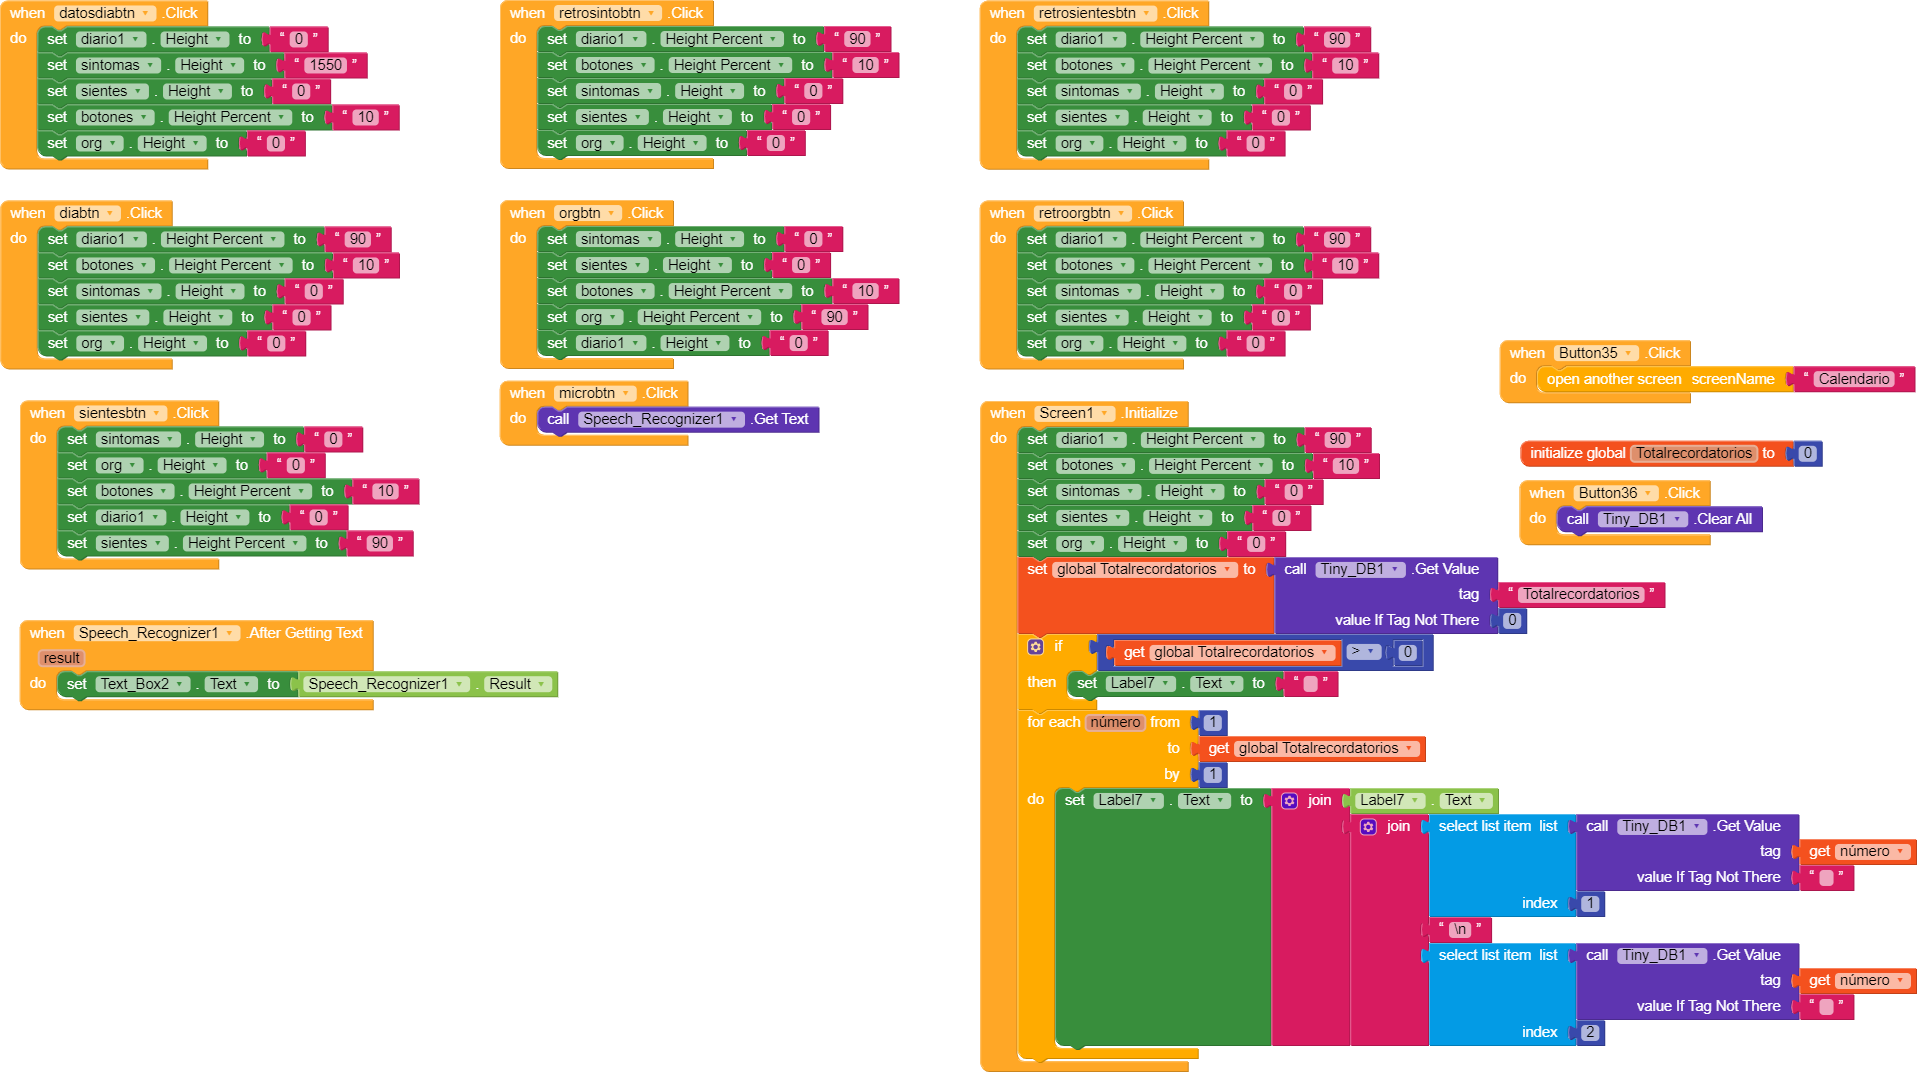 when datosdiabtn .Click
do set diario1 . Height to " 0 "
set sintomas . Height to " 1550 "
set sientes . Height to " 0 "
set botones . Height Percent to " 10 "
set org . Height to " 0 "
when retrosintobtn .Click
do set diario1 . Height Percent to " 90 "
set botones . Height Percent to " 10 "
set sintomas . Height to " 0 "
set sientes . Height to " 0 "
set org . Height to " 0 "
when retrosientesbtn .Click
do set diario1 . Height Percent to " 90 "
set botones . Height Percent to " 10 "
set sintomas . Height to " 0 "
set sientes . Height to " 0 "
set org . Height to " 0 "
when diabtn .Click
do set diario1 . Height Percent to " 90 "
set botones . Height Percent to " 10 "
set sintomas . Height to " 0 "
set sientes . Height to " 0 "
set org . Height to " 0 "
when orgbtn .Click
do set sintomas . Height to " 0 "
set sientes . Height to " 0 "
set botones . Height Percent to " 10 "
set org . Height Percent to " 90 "
set diario1 . Height to " 0 "
when retroorgbtn .Click
do set diario1 . Height Percent to " 90 "
set botones . Height Percent to " 10 "
set sintomas . Height to " 0 "
set sientes . Height to " 0 "
set org . Height to " 0 "
when Button35 .Click
do open another screen screenName " Calendario "
when microbtn .Click
do call Speech_Recognizer1 .Get Text
when sientesbtn .Click
do set sintomas . Height to " 0 "
set org . Height to " 0 "
set botones . Height Percent to " 10 "
set diario1 . Height to " 0 "
set sientes . Height Percent to " 90 "
initialize global Totalrecordatorios to 0
when Button36 .Click
do call Tiny_DB1 .Clear All
when Speech_Recognizer1 .After Getting Text
result
do set Text_Box2 . Text to Speech_Recognizer1 . Result
when Screen1 .Initialize
do set diario1 . Height Percent to " 90 "
set botones . Height Percent to " 10 "
set sintomas . Height to " 0 "
set sientes . Height to " 0 "
set org . Height to " 0 "
set global Totalrecordatorios to call Tiny_DB1 .Get Value
tag " Totalrecordatorios "
value If Tag Not There 0
if get global Totalrecordatorios > 0
then set Label7 . Text to " "
for each número from 1
to get global Totalrecordatorios
by 1
do set Label7 . Text to join Label7 . Text
join select list item list call Tiny_DB1 .Get Value
tag get número
value If Tag Not There " "
index 1
" \n "
select list item list call Tiny_DB1 .Get Value
tag get número
value If Tag Not There " "
index 2